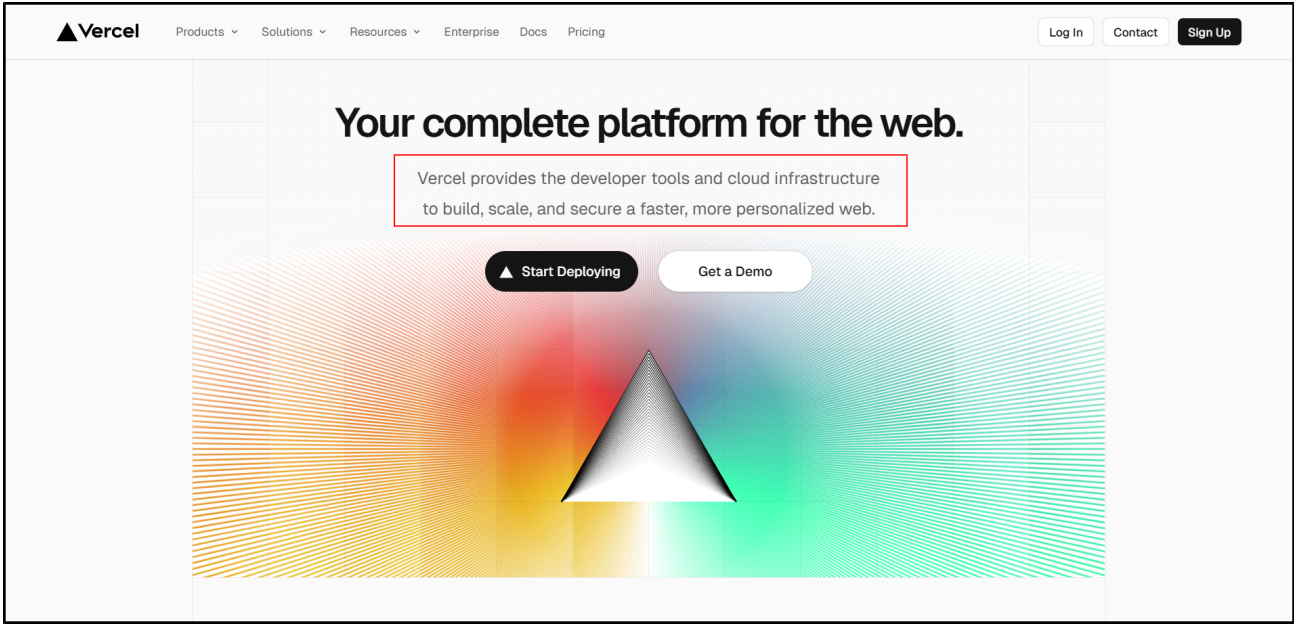 Vercel
Products
Solutions
Resources
Enterprise
Docs
Pricing
Log In
Contact
Sign Up
Your complete platform for the web.
Vercel provides the developer tools and cloud infrastructure
to build, scale, and secure a faster, more personalized web.
Start Deploying
Get a Demo